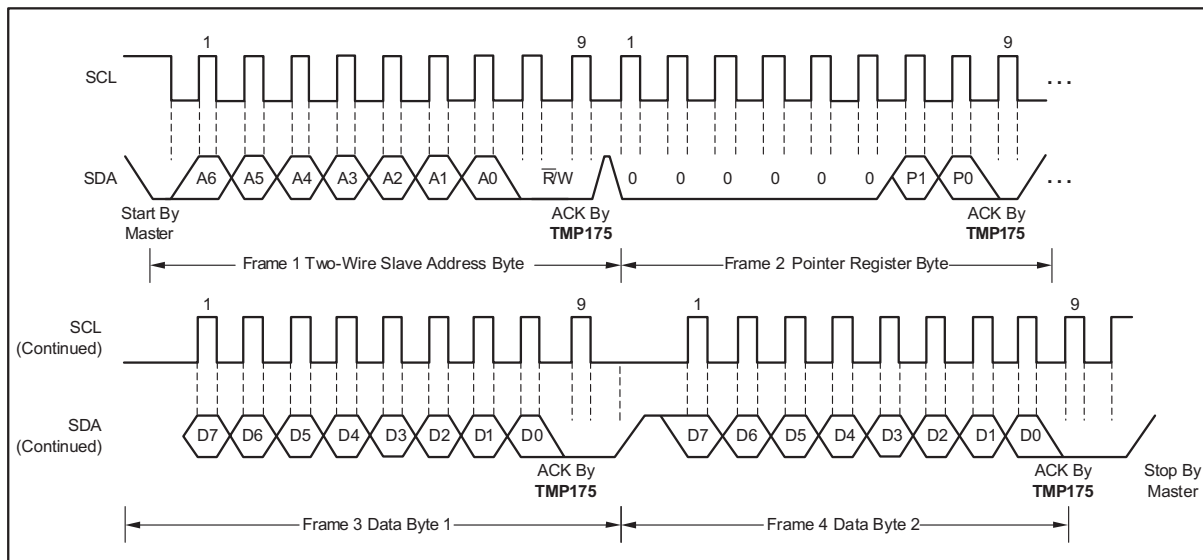 1 9 1 9
SCL ...
SDA A6 A5 A4 A3 A2 A1 A0 R̅/W 0 0 0 0 0 0 P1 P0 ...
Start By Master ACK By TMP175 ACK By TMP175
Frame 1 Two-Wire Slave Address Byte Frame 2 Pointer Register Byte
1 9 1 9
SCL (Continued)
SDA (Continued) D7 D6 D5 D4 D3 D2 D1 D0 D7 D6 D5 D4 D3 D2 D1 D0
ACK By TMP175 ACK By TMP175 Stop By Master
Frame 3 Data Byte 1 Frame 4 Data Byte 2